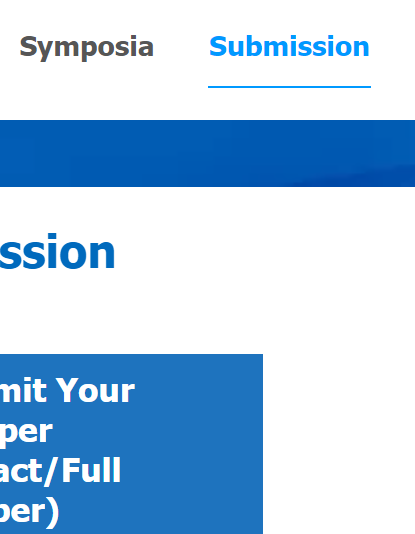 Symposia Submission
ssion
mit Your
per
act/Full
per)